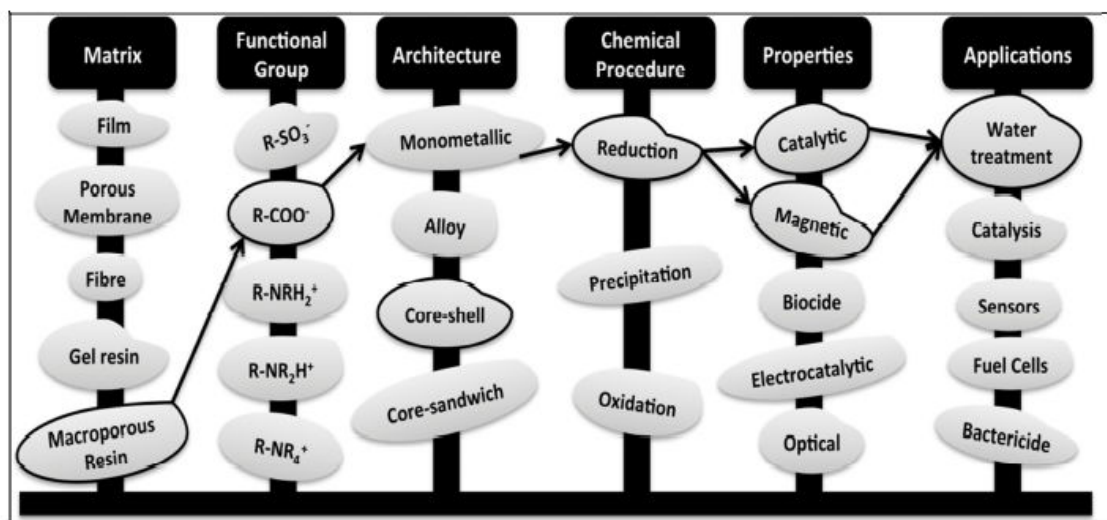 Matrix
Functional
Group
Architecture
Chemical
Procedure
Properties
Applications
Film
Porous
Membrane
Fibre
Gel resin
Macroporous
Resin
R-SO₃⁻
R-COO⁻
R-NRH₂⁺
R-NR₂H⁺
R-NR₄⁺
Monometallic
Alloy
Core-shell
Core-sandwich
Reduction
Precipitation
Oxidation
Catalytic
Magnetic
Biocide
Electrocatalytic
Optical
Water
treatment
Catalysis
Sensors
Fuel Cells
Bactericide